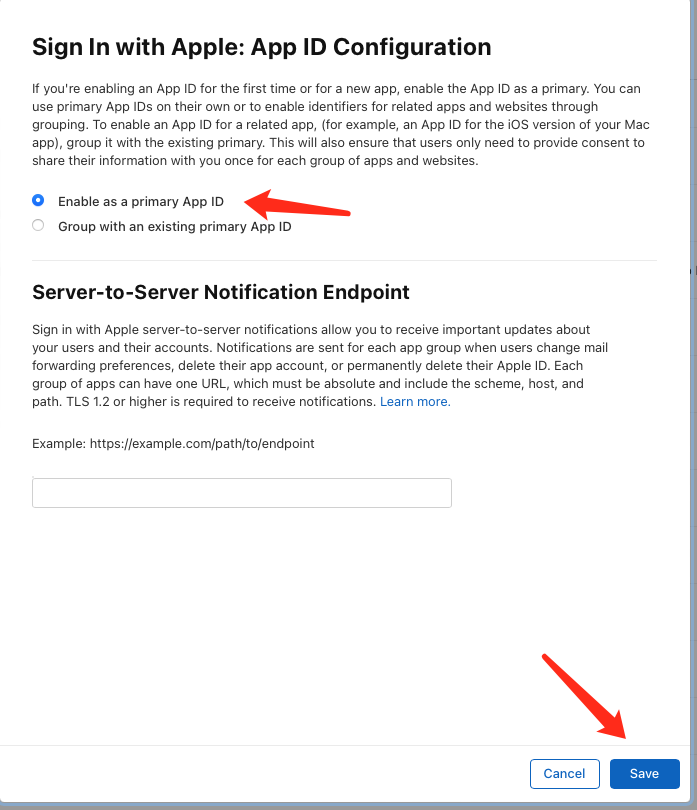 Sign In with Apple: App ID Configuration
If you're enabling an App ID for the first time or for a new app, enable the App ID as a primary. You can
use primary App IDs on their own or to enable identifiers for related apps and websites through
grouping. To enable an App ID for a related app, (for example, an App ID for the iOS version of your Mac
app), group it with the existing primary. This will also ensure that users only need to provide consent to
share their information with you once for each group of apps and websites.
Enable as a primary App ID
Group with an existing primary App ID
Server-to-Server Notification Endpoint
Sign in with Apple server-to-server notifications allow you to receive important updates about
your users and their accounts. Notifications are sent for each app group when users change mail
forwarding preferences, delete their app account, or permanently delete their Apple ID. Each
group of apps can have one URL, which must be absolute and include the scheme, host, and
path. TLS 1.2 or higher is required to receive notifications. Learn more.
Example: https://example.com/path/to/endpoint
Cancel Save